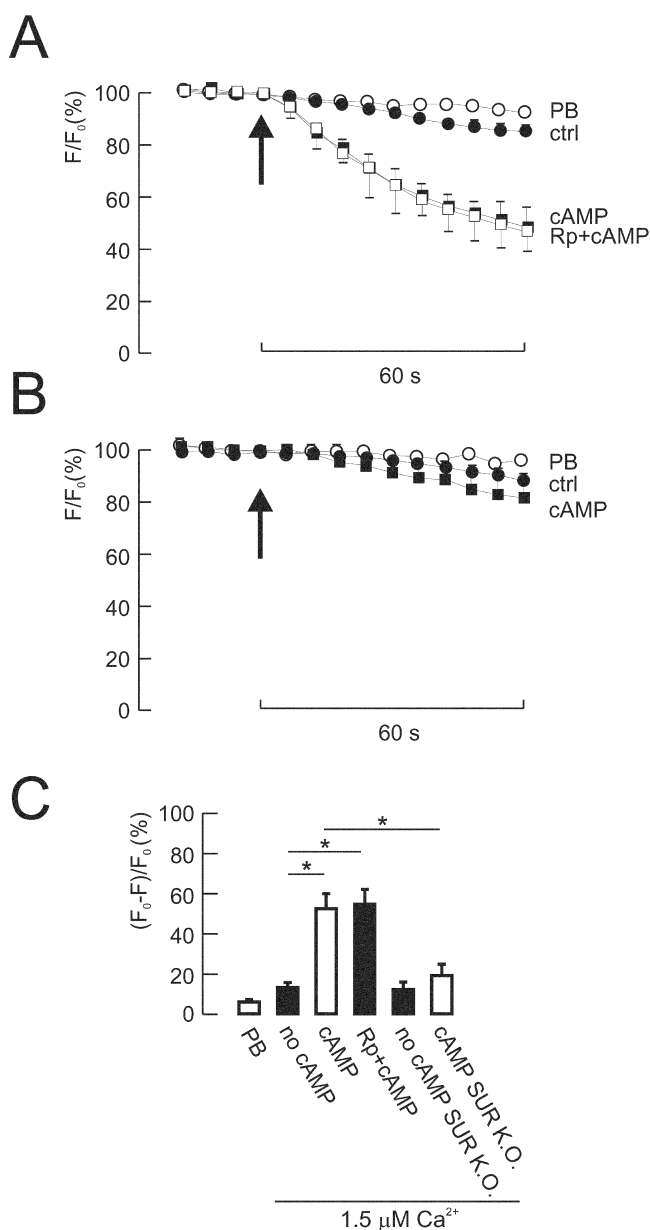 A
F/F0(%)
100
80
60
40
20
0
PB
ctrl
cAMP
Rp+cAMP
60 s
B
F/F0(%)
100
80
60
40
20
0
PB
ctrl
cAMP
60 s
C
(F0-F)/F0 (%)
100
80
60
40
20
0
*
*
*
PB
no cAMP
cAMP
Rp+cAMP
no cAMP SUR K.O.
cAMP SUR K.O.
1.5 µM Ca2+